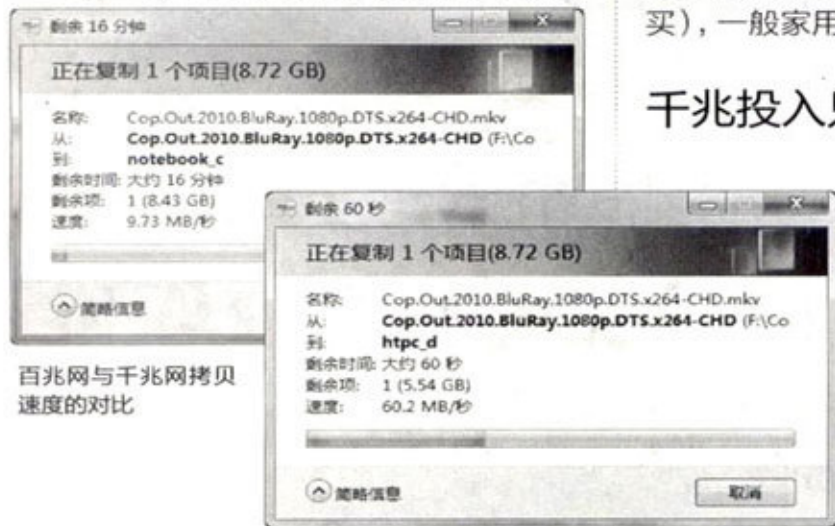 剩余 16 分钟
正在复制 1 个项目(8.72 GB)
名称: Cop.Out.2010.BluRay.1080p.DTS.x264-CHD.mkv
从: Cop.Out.2010.BluRay.1080p.DTS.x264-CHD (F:\Co
到: notebook_c
剩余时间: 大约 16 分钟
剩余项: 1 (8.43 GB)
速度: 9.73 MB/秒
简略信息
百兆网与千兆网拷贝
速度的对比
剩余 60 秒
正在复制 1 个项目(8.72 GB)
名称: Cop.Out.2010.BluRay.1080p.DTS.x264-CHD.mkv
从: Cop.Out.2010.BluRay.1080p.DTS.x264-CHD (F:\Co
到: htpc_d
剩余时间: 大约 60 秒
剩余项: 1 (5.54 GB)
速度: 60.2 MB/秒
简略信息
取消
买），一般家用
千兆投入